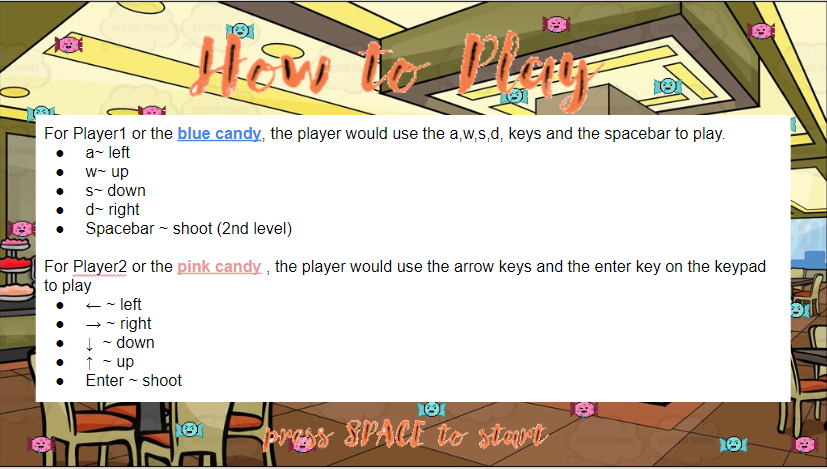 How to Play
For Player1 or the blue candy, the player would use the a,w,s,d, keys and the spacebar to play.
● a~ left
● w~ up
● s~ down
● d~ right
● Spacebar ~ shoot (2nd level)
For Player2 or the pink candy , the player would use the arrow keys and the enter key on the keypad
to play
● ← ~ left
● → ~ right
● ↓ ~ down
● ↑ ~ up
● Enter ~ shoot
press SPACE to start